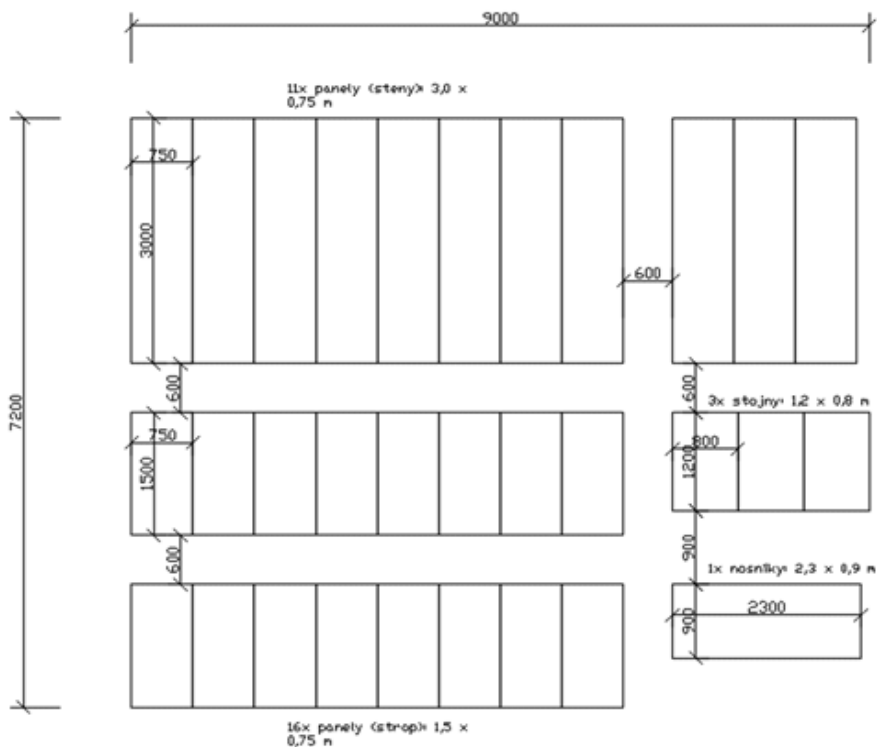 9000
11x panely (steny): 3,0 x
0,75 m
750
3000
600
7200
600
600
3x stojny: 1,2 x 0,8 m
750
1500
800
1200
600
900
1x nosníky: 2,3 x 0,9 m
2300
900
16x panely (strop): 1,5 x
0,75 m